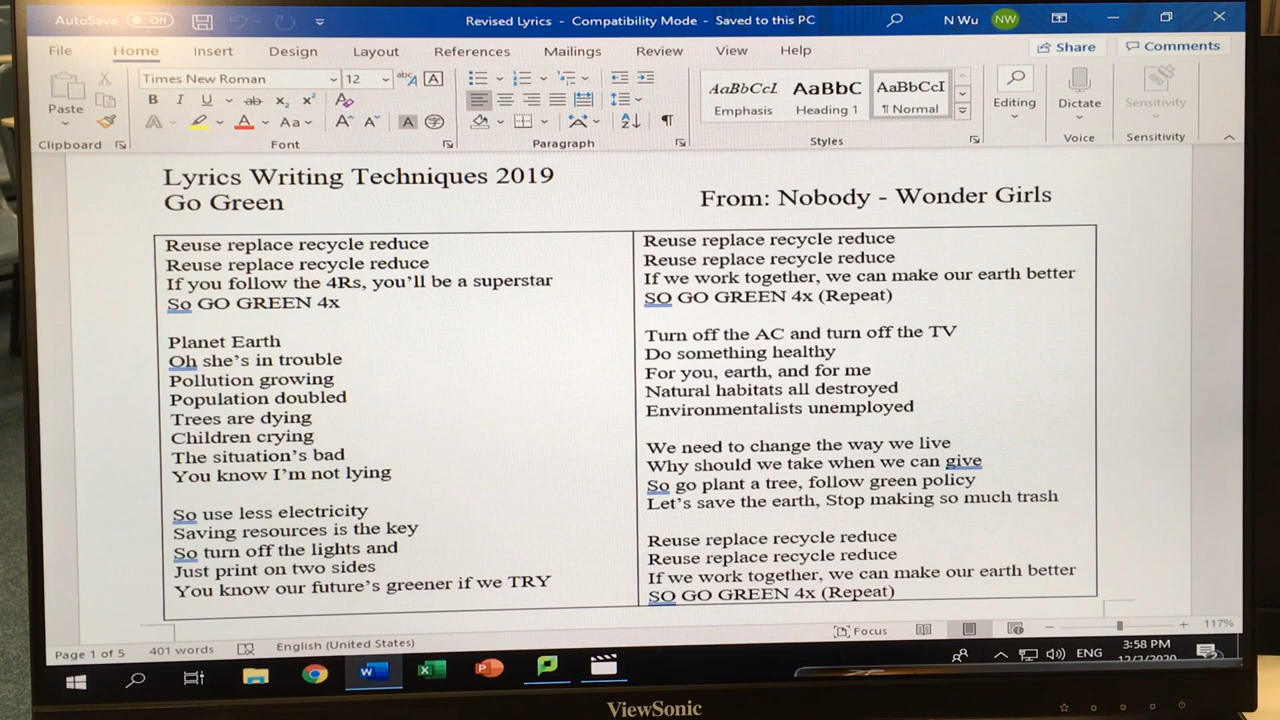 AutoSave Off Revised Lyrics - Compatibility Mode - Saved to this PC N Wu NW
File Home Insert Design Layout References Mailings Review View Help Share Comments
Times New Roman 12
AaBbCcI AaBbC AaBbCcI
Paste Emphasis Heading 1 ¶ Normal Editing Dictate Sensitivity
Clipboard Font Paragraph Styles Voice Sensitivity
Lyrics Writing Techniques 2019
Go Green
From: Nobody - Wonder Girls
Reuse replace recycle reduce
Reuse replace recycle reduce
If you follow the 4Rs, you'll be a superstar
So GO GREEN 4x
Planet Earth
Oh she's in trouble
Pollution growing
Population doubled
Trees are dying
Children crying
The situation's bad
You know I'm not lying
So use less electricity
Saving resources is the key
So turn off the lights and
Just print on two sides
You know our future's greener if we TRY
Reuse replace recycle reduce
Reuse replace recycle reduce
If we work together, we can make our earth better
SO GO GREEN 4x (Repeat)
Turn off the AC and turn off the TV
Do something healthy
For you, earth, and for me
Natural habitats all destroyed
Environmentalists unemployed
We need to change the way we live
Why should we take when we can give
So go plant a tree, follow green policy
Let's save the earth, Stop making so much trash
Reuse replace recycle reduce
Reuse replace recycle reduce
If we work together, we can make our earth better
SO GO GREEN 4x (Repeat)
Page 1 of 5 401 words English (United States) Focus 117%
ENG 3:58 PM
ViewSonic